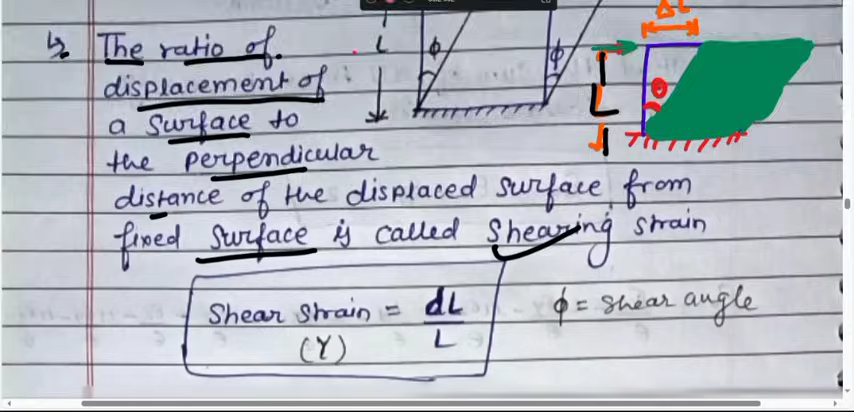 ΔL
↳ The ratio of
L
φ
φ
θ
L
displacement of
a surface to
the perpendicular
distance of the displaced surface from
fixed surface is called Shearing strain
Shear strain = dL/L
(γ)
φ = shear angle